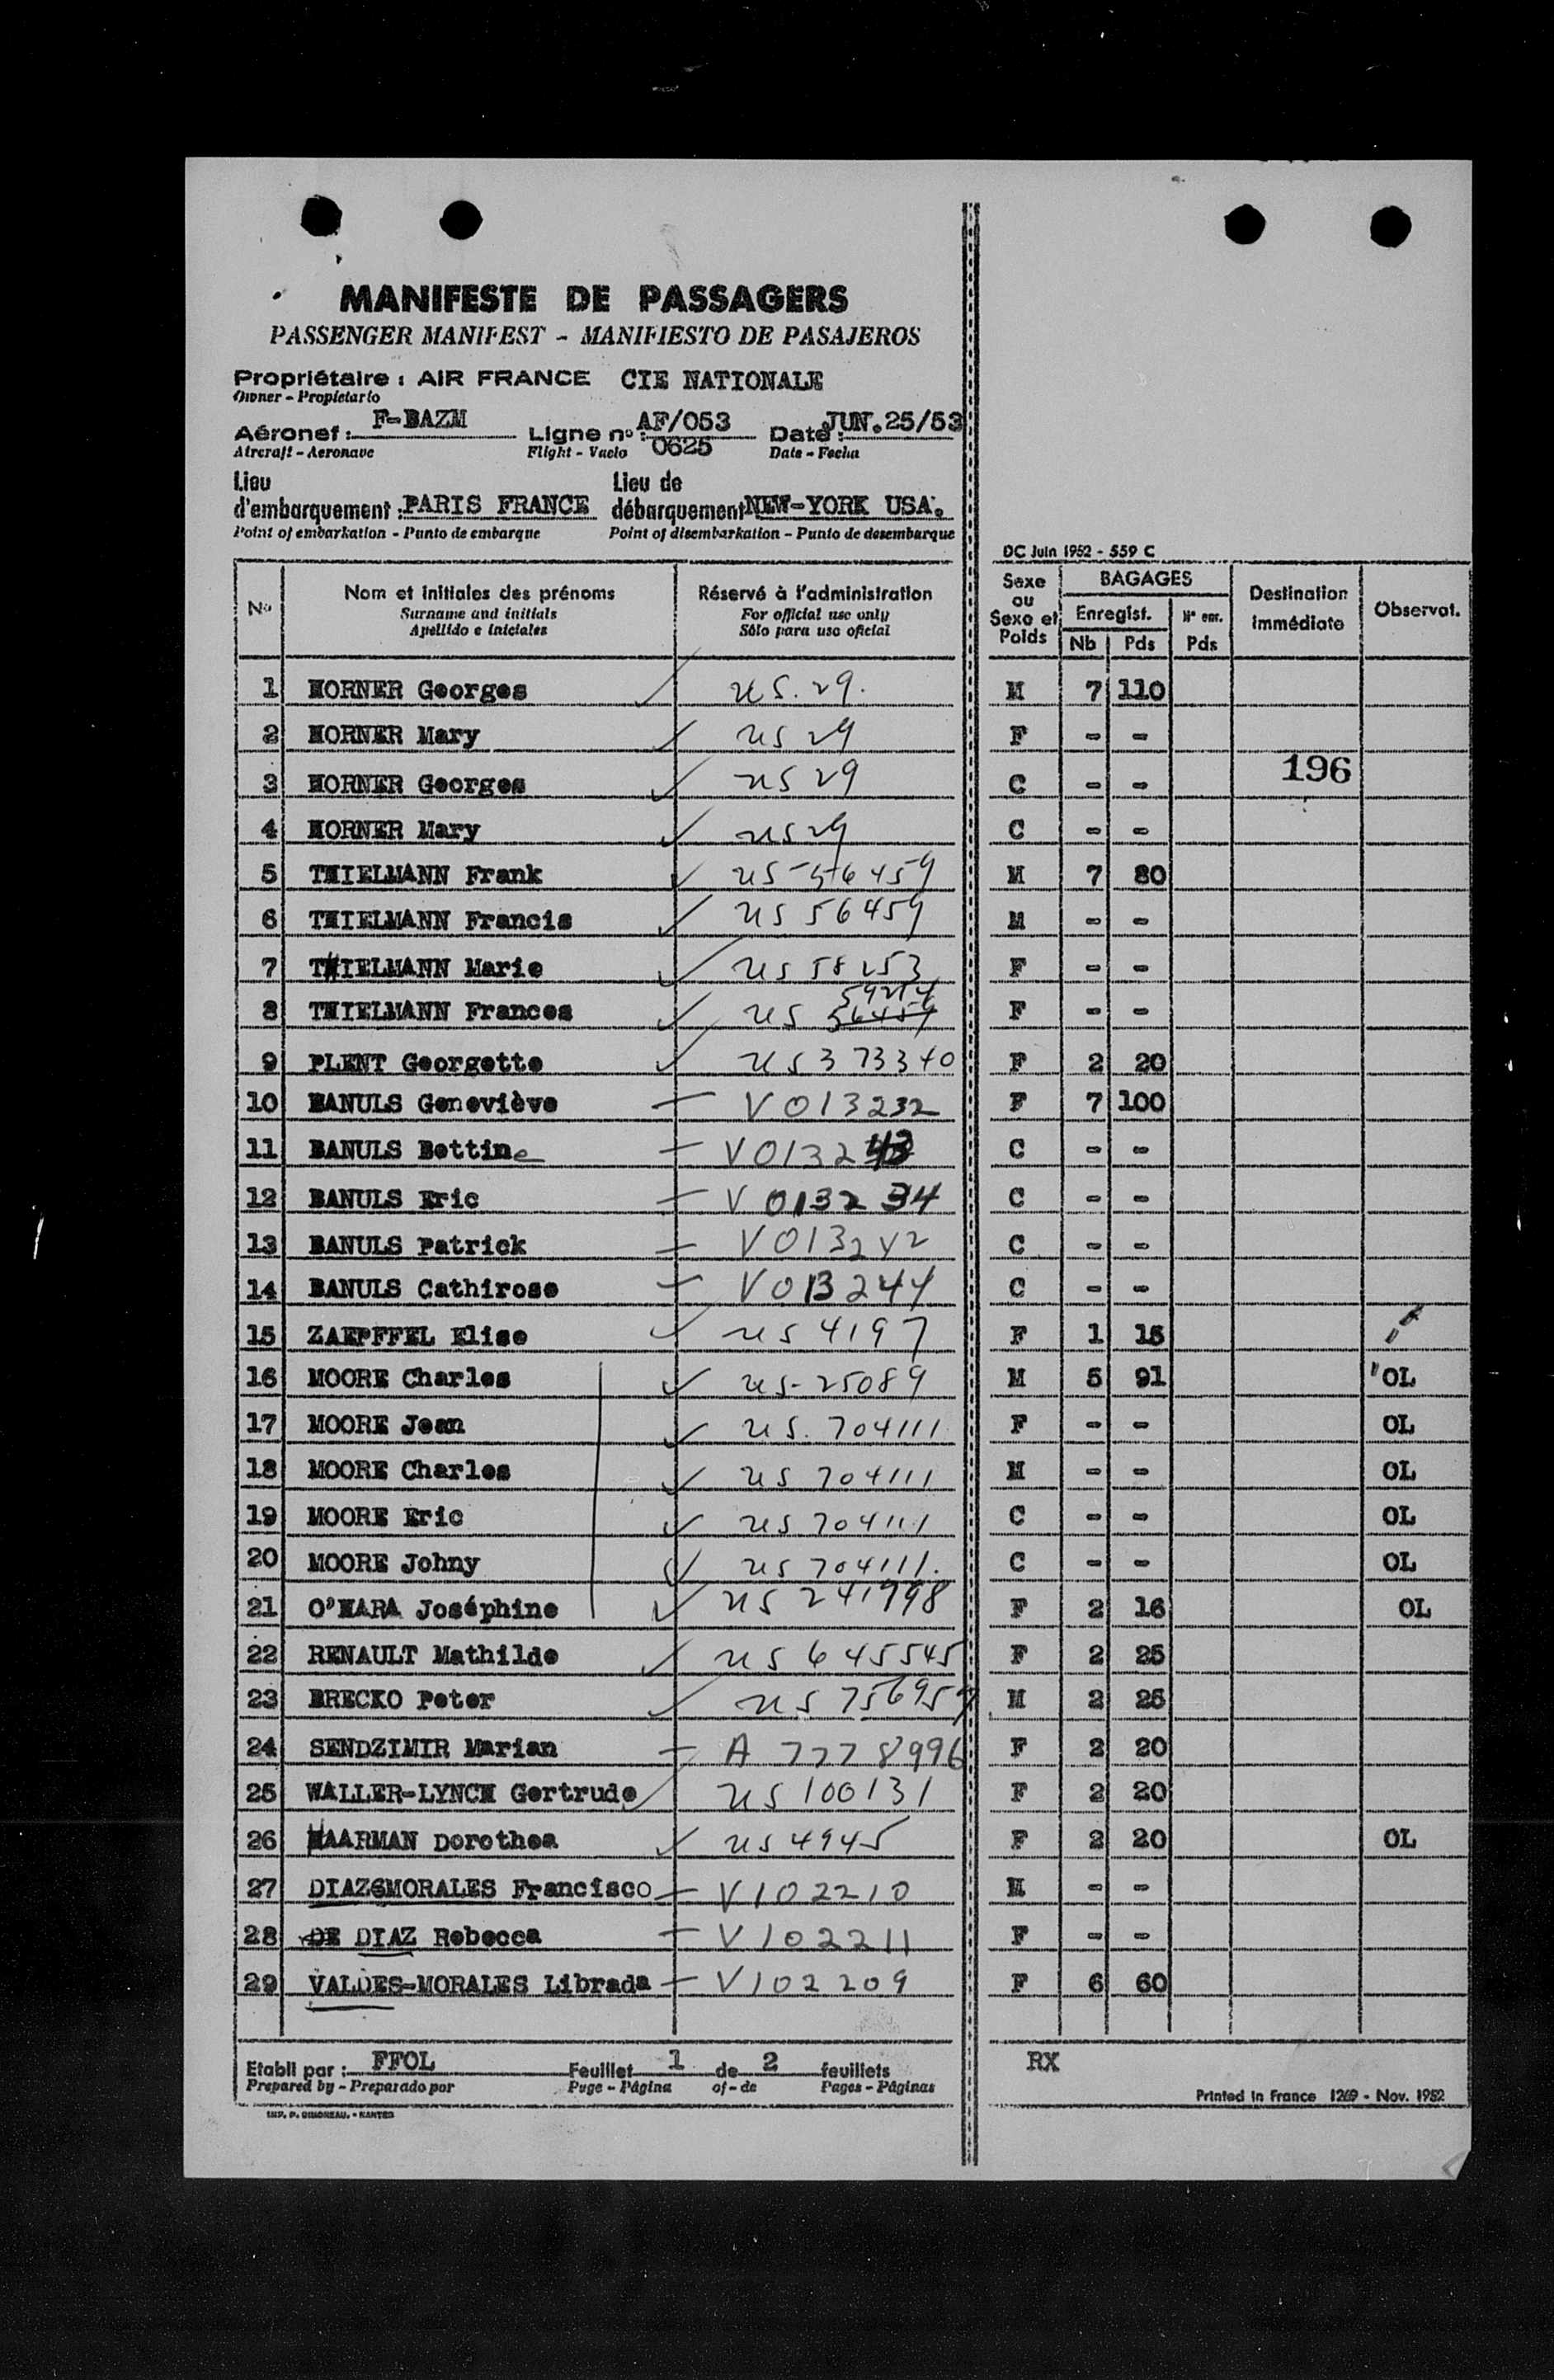 MANIFESTE DE PASSAGERS
PASSENGER MANIFEST - MANIFIESTO DE PASAJEROS
Propriétaire : AIR FRANCE CIE NATIONALE
Owner - Propietario
Aéronef : F-BAZM Ligne n° : AF/053 0625 Date : JUN.25/53
Aircraft - Aeronave Flight - Vuelo Date - Fecha
Lieu d'embarquement : PARIS FRANCE Lieu de débarquement NEW-YORK USA.
Point of embarkation - Punto de embarque Point of disembarkation - Punto de desembarque
DC Juin 1952 - 559 C
N° Nom et initiales des prénoms Réservé à l'administration Sexe ou Sexe et Poids BAGAGES Destination immédiate Observat.
Surname and initials For official use only Enregist. N° enr.
Apellido e iniciales Sólo para uso oficial Nb Pds Pds
1 HORNER Georges US. 29. M 7 110
2 HORNER Mary US 29 F - -
3 HORNER Georges US 29 C - - 196
4 HORNER Mary US 29 C - -
5 THIELMANN Frank US 56459 M 7 80
6 THIELMANN Francis US 56459 M - -
7 THIELMANN Marie US 58253 F - -
8 THIELMANN Frances US 56459 F - -
9 PLENT Georgette US 373340 F 2 20
10 BANULS Geneviève V 013232 F 7 100
11 BANULS Bettine V 013243 C - -
12 BANULS Eric V 013234 C - -
13 BANULS Patrick V 013242 C - -
14 BANULS Cathirose V 013244 C - -
15 ZAEPFFEL Elise US 4197 F 1 15
16 MOORE Charles US-25089 M 5 91 OL
17 MOORE Jean US. 704111 F - - OL
18 MOORE Charles US 704111 M - - OL
19 MOORE Eric US 704111 C - - OL
20 MOORE Johny US 704111. C - - OL
21 O'HARA Joséphine US 241998 F 2 16 OL
22 RENAULT Mathilde US 645545 F 2 25
23 BRECKO Peter US 756957 M 2 25
24 SENDZIMIR Marian A 7778996 F 2 20
25 WALLER-LYNCH Gertrude US 100131 F 2 20
26 HAARMAN Dorothea US 4945 F 2 20 OL
27 DIAZ&MORALES Francisco V 102210 M - -
28 DE DIAZ Rebecca V 102211 F - -
29 VALDES-MORALES Librada V 102209 F 6 60
Etabli par : FFOL Feuillet 1 de 2 feuillets RX
Prepared by - Preparado por Page - Página of - de Pages - Páginas
Printed in France 1269 - Nov. 1952